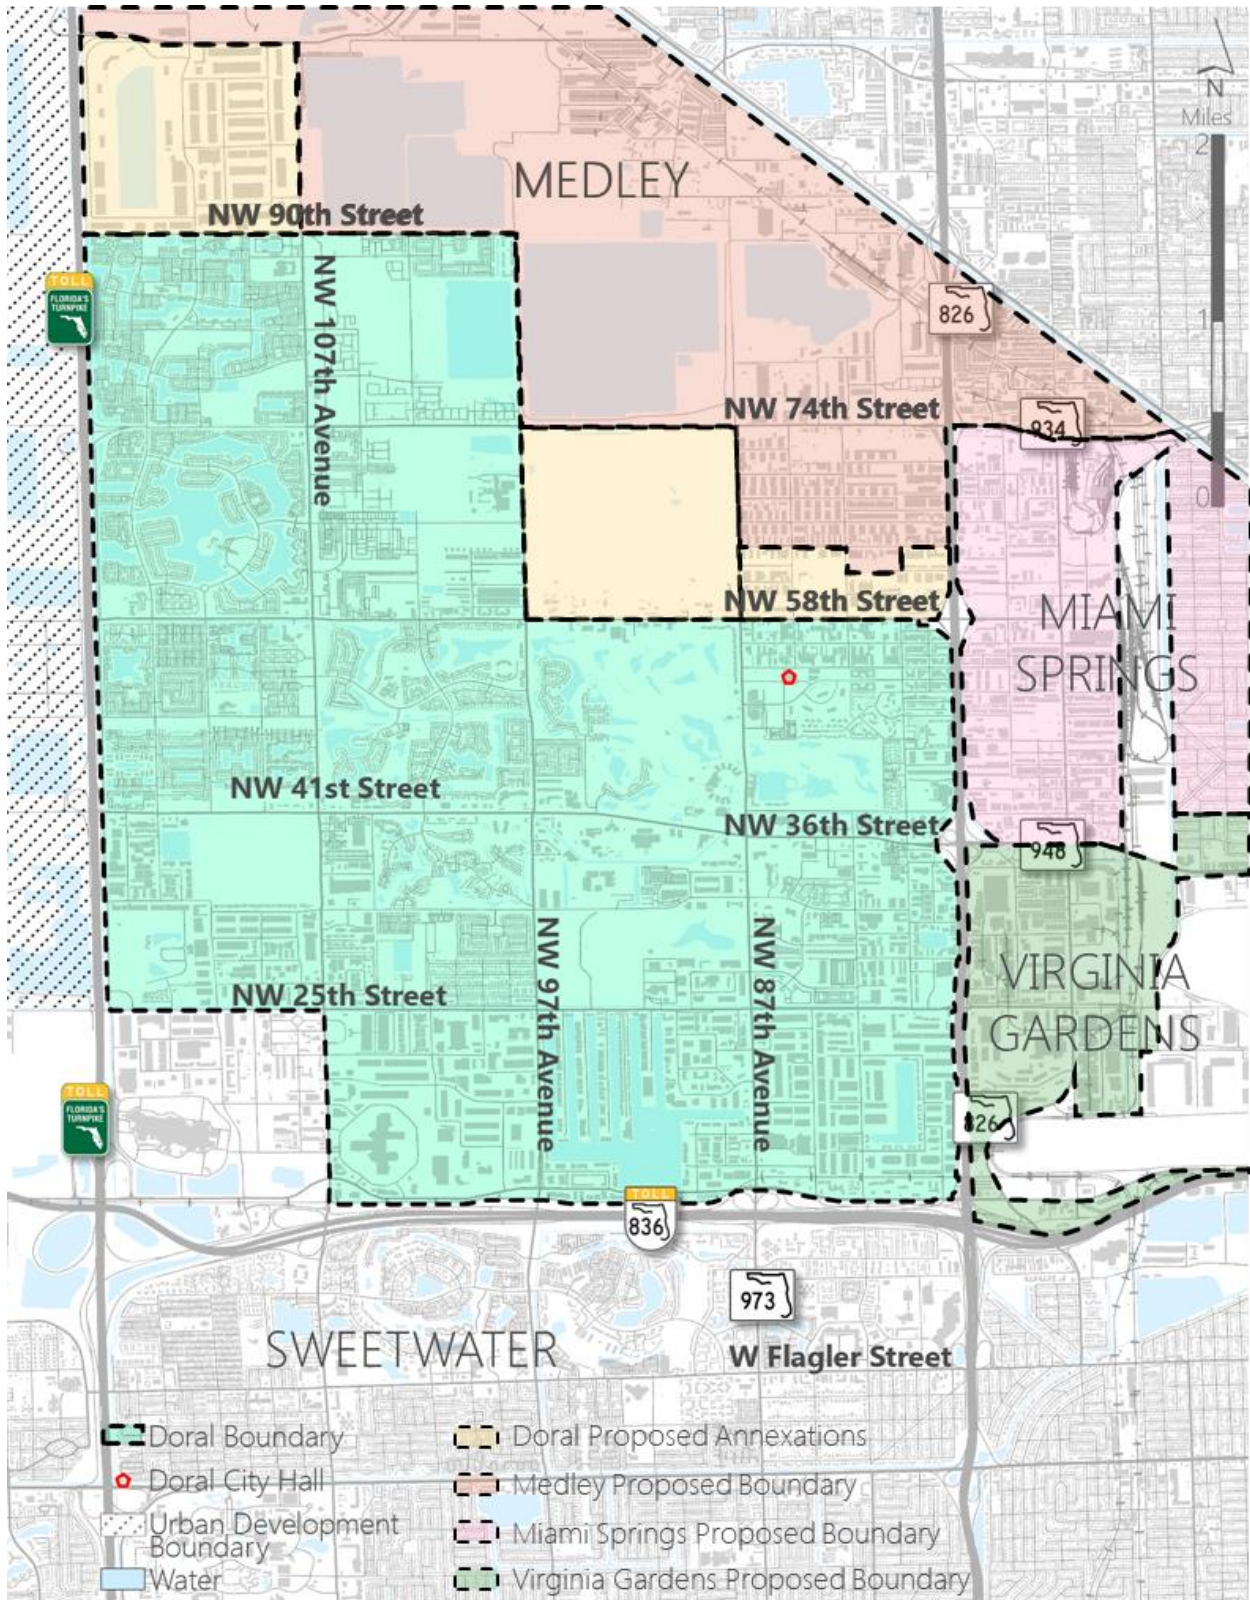 N
Miles
2
MEDLEY
NW 90th Street
TOLL
FLORIDA'S
TURNPIKE
NW 107th Avenue
826
1
NW 74th Street
934
0
NW 58th Street
MIAMI
SPRINGS
NW 41st Street
NW 36th Street
948
NW 97th Avenue
NW 87th Avenue
VIRGINIA
GARDENS
NW 25th Street
TOLL
FLORIDA'S
TURNPIKE
826
TOLL
836
973
SWEETWATER
W Flagler Street
Doral Boundary
Doral City Hall
Urban Development
Boundary
Water
Doral Proposed Annexations
Medley Proposed Boundary
Miami Springs Proposed Boundary
Virginia Gardens Proposed Boundary